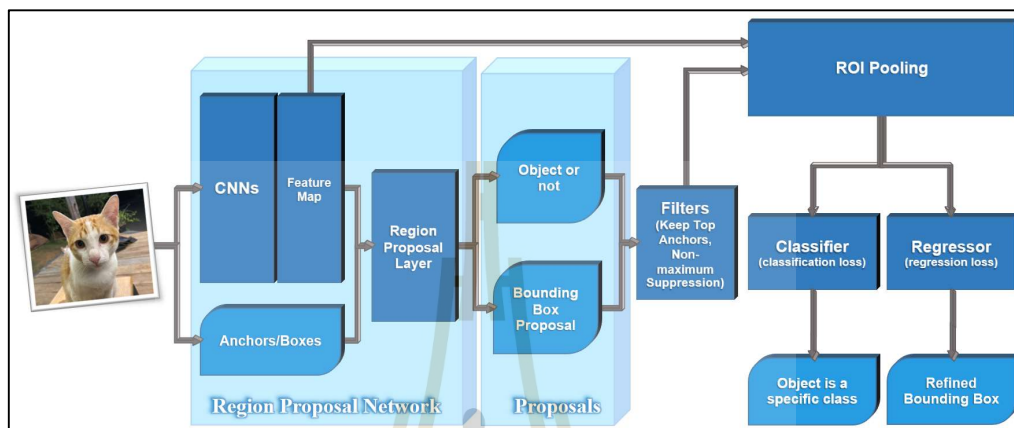 ROI Pooling
CNNs
Feature
Map
Object or
not
Region
Proposal
Layer
Filters
(Keep Top
Anchors,
Non-
maximum
Suppression)
Classifier
(classification loss)
Regressor
(regression loss)
Bounding
Box
Proposal
Anchors/Boxes
Object is a
specific class
Refined
Bounding Box
Region Proposal Network
Proposals